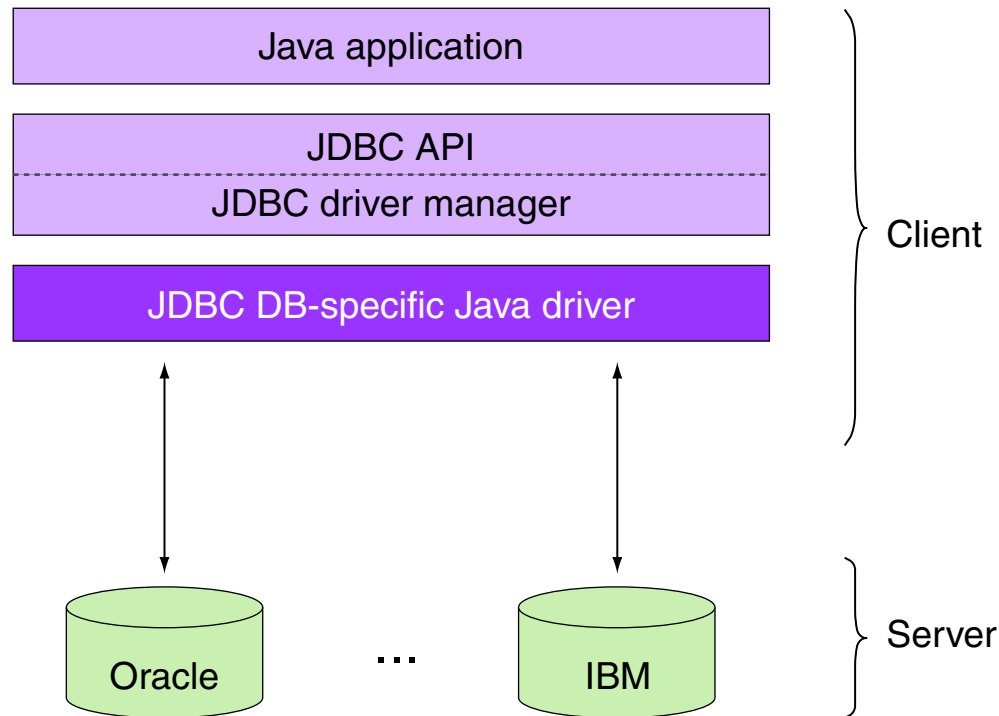 Java application
JDBC API
JDBC driver manager
Client
JDBC DB-specific Java driver
Server
Oracle
...
IBM